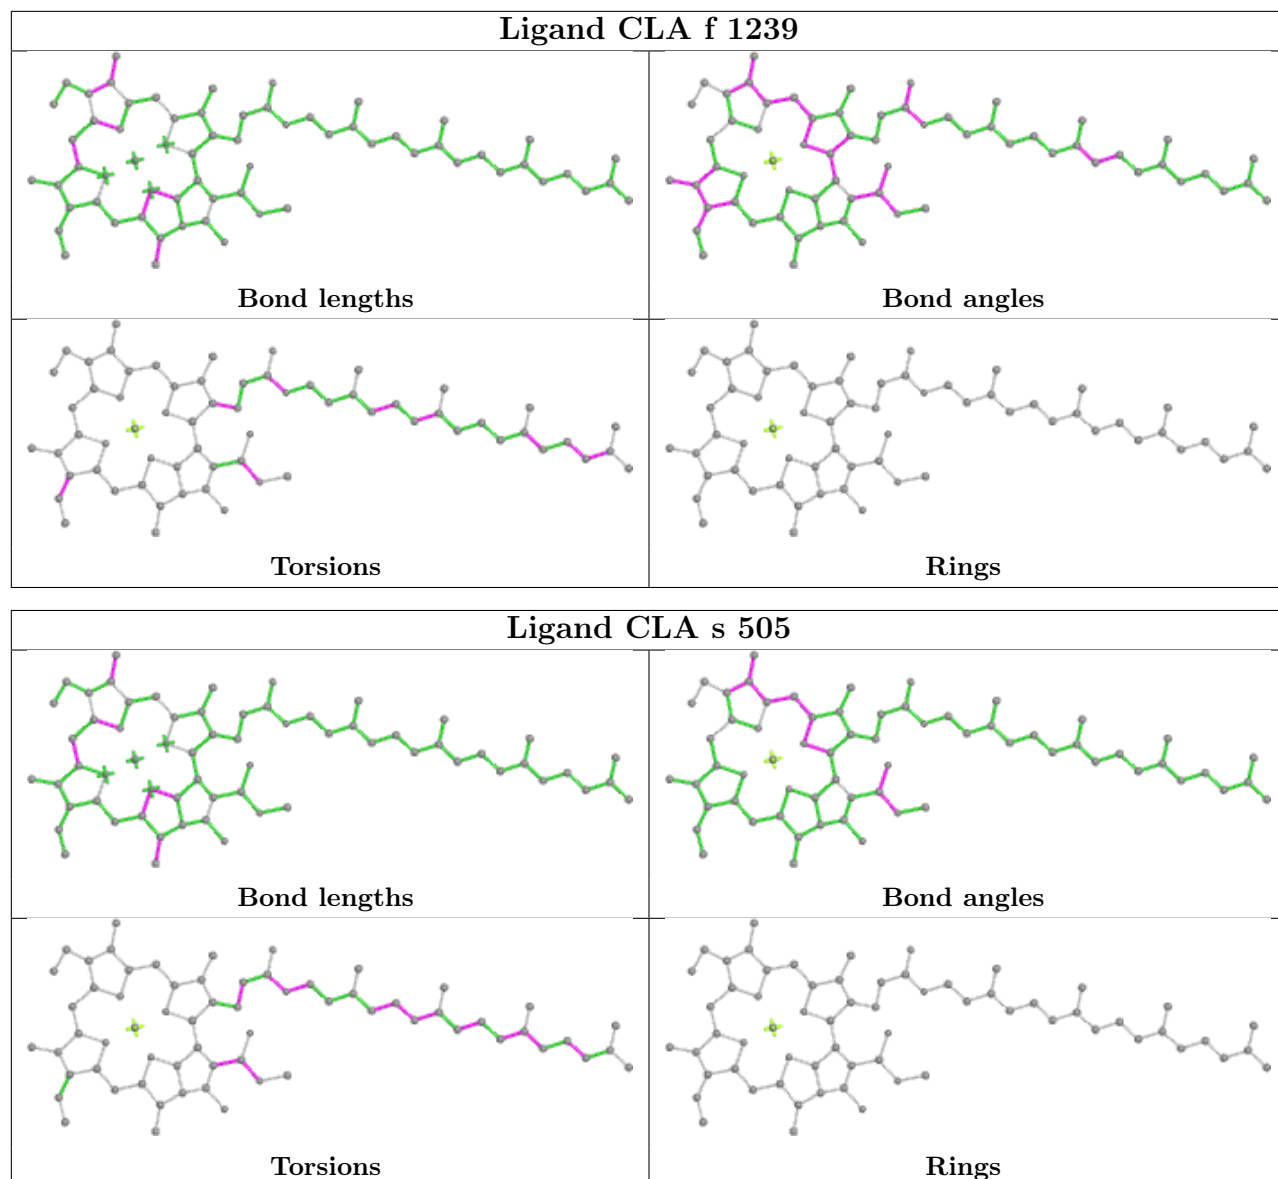 Ligand CLA f 1239
Bond lengths
Bond angles
Torsions
Rings
Ligand CLA s 505
Bond lengths
Bond angles
Torsions
Rings